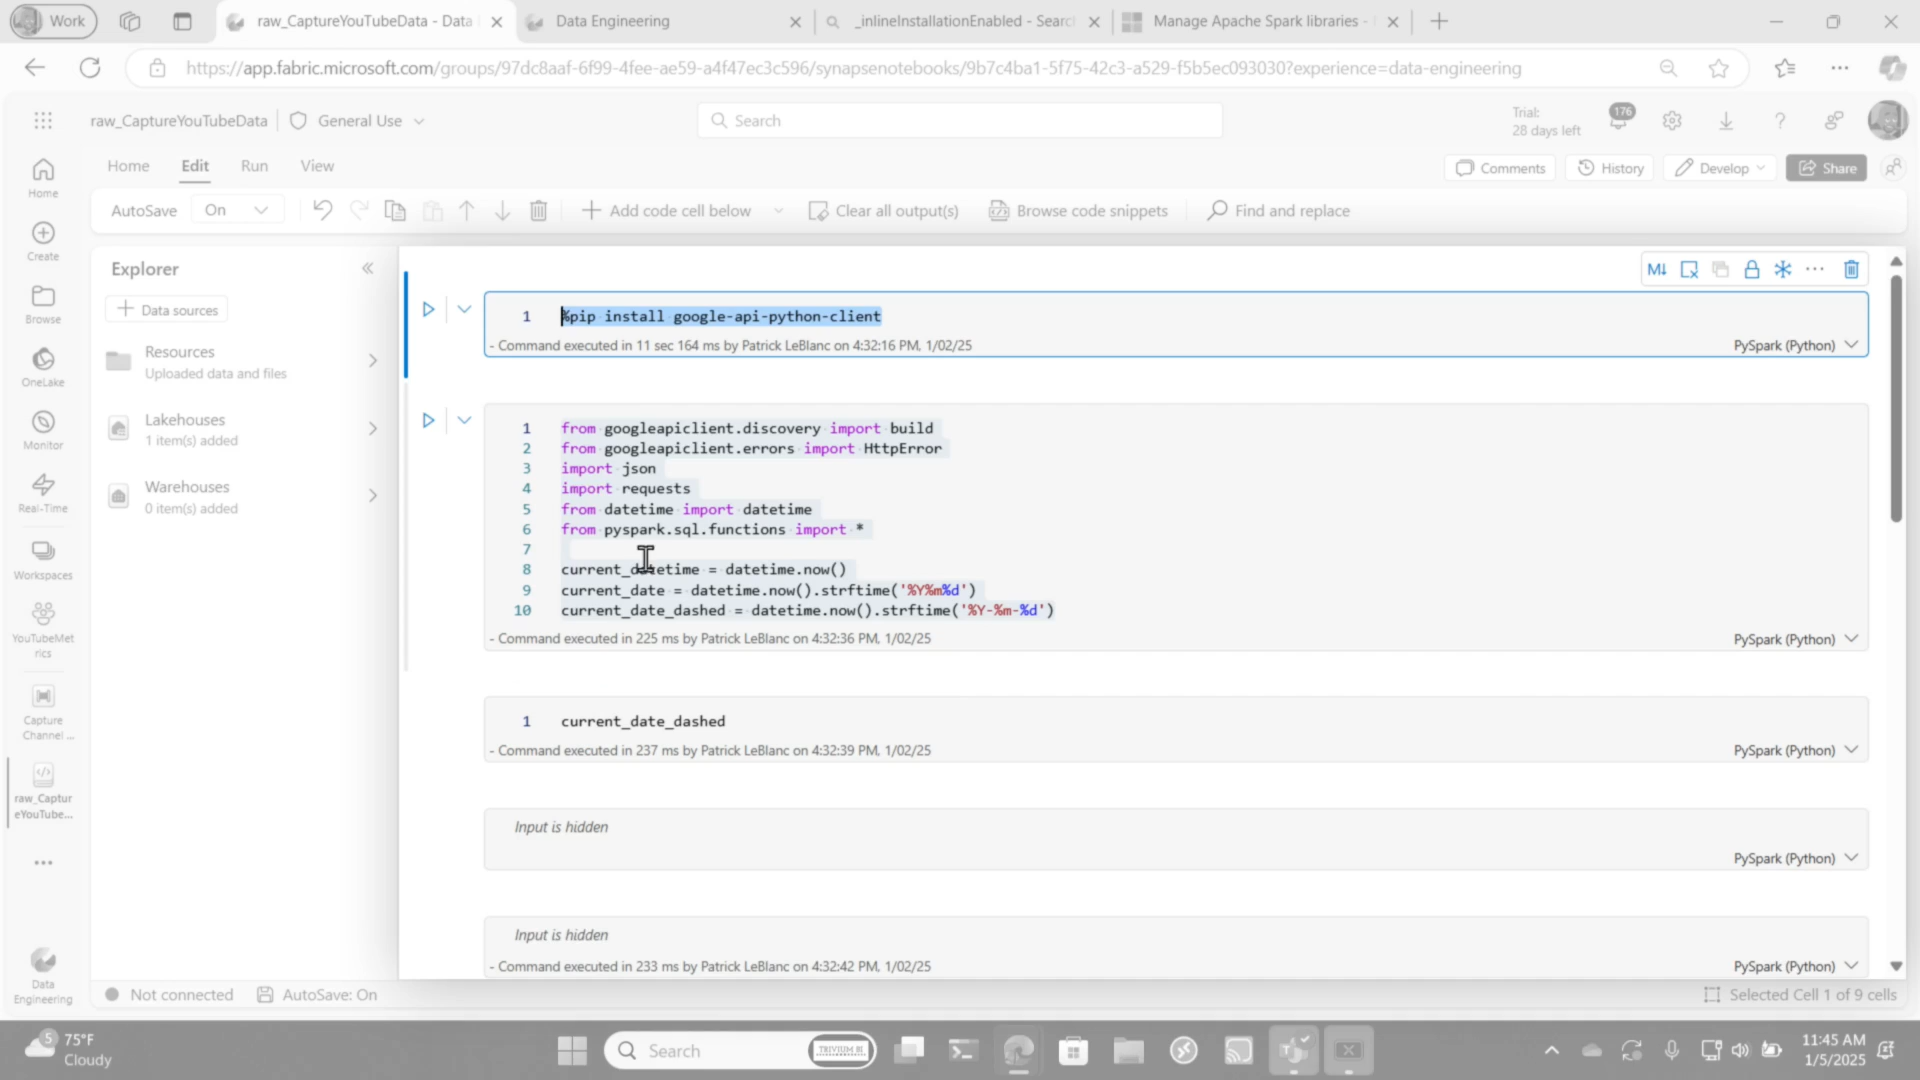 Work
raw_CaptureYouTubeData - Data
Data Engineering
_inlineInstallationEnabled - Searc
Manage Apache Spark libraries -
https://app.fabric.microsoft.com/groups/97dc8aaf-6f99-4fee-ae59-a4f47ec3c596/synapsenotebooks/9b7c4ba1-5f75-42c3-a529-f5b5ec093030?experience=data-engineering
raw_CaptureYouTubeData
General Use
Search
Trial:
28 days left
176
Home
Edit
Run
View
Comments
History
Develop
Share
AutoSave
On
Add code cell below
Clear all output(s)
Browse code snippets
Find and replace
Home
Create
Browse
OneLake
Monitor
Real-Time
Workspaces
YouTubeMet
rics
Capture
Channel ...
raw_Captur
eYouTube...
Data
Engineering
Explorer
Data sources
Resources
Uploaded data and files
Lakehouses
1 item(s) added
Warehouses
0 item(s) added
M↓
1 %pip install google-api-python-client
- Command executed in 11 sec 164 ms by Patrick LeBlanc on 4:32:16 PM, 1/02/25
PySpark (Python)
1 from googleapiclient.discovery import build
2 from googleapiclient.errors import HttpError
3 import json
4 import requests
5 from datetime import datetime
6 from pyspark.sql.functions import *
7
8 current_datetime = datetime.now()
9 current_date = datetime.now().strftime('%Y%m%d')
10 current_date_dashed = datetime.now().strftime('%Y-%m-%d')
- Command executed in 225 ms by Patrick LeBlanc on 4:32:36 PM, 1/02/25
PySpark (Python)
1 current_date_dashed
- Command executed in 237 ms by Patrick LeBlanc on 4:32:39 PM, 1/02/25
PySpark (Python)
Input is hidden
PySpark (Python)
Input is hidden
- Command executed in 233 ms by Patrick LeBlanc on 4:32:42 PM, 1/02/25
PySpark (Python)
Not connected
AutoSave: On
Selected Cell 1 of 9 cells
5
75°F
Cloudy
Search
TRIVIUM BI
11:45 AM
1/5/2025